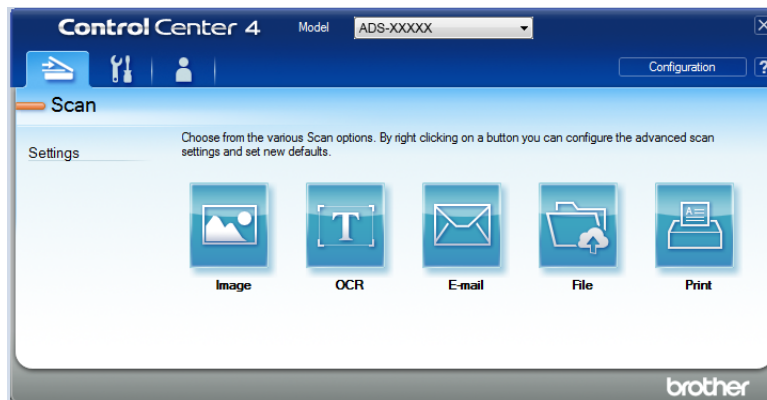 Control Center 4
Model
ADS-XXXXX
Configuration
?
Scan
Settings
Choose from the various Scan options. By right clicking on a button you can configure the advanced scan
settings and set new defaults.
T
A
Image
OCR
E-mail
File
Print
brother